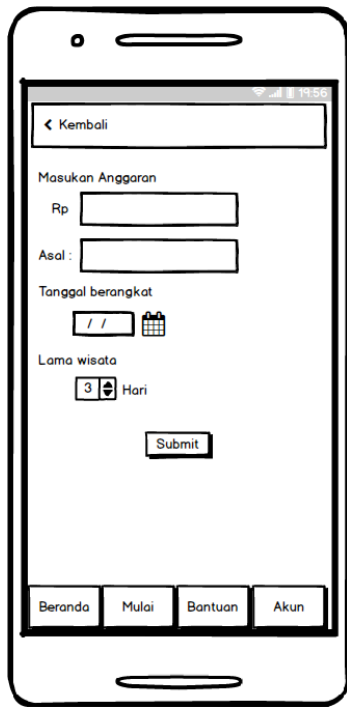 19:56
Kembali
Masukan Anggaran
Rp
Asal :
Tanggal berangkat
/ /
Lama wisata
3 Hari
Submit
Beranda Mulai Bantuan Akun